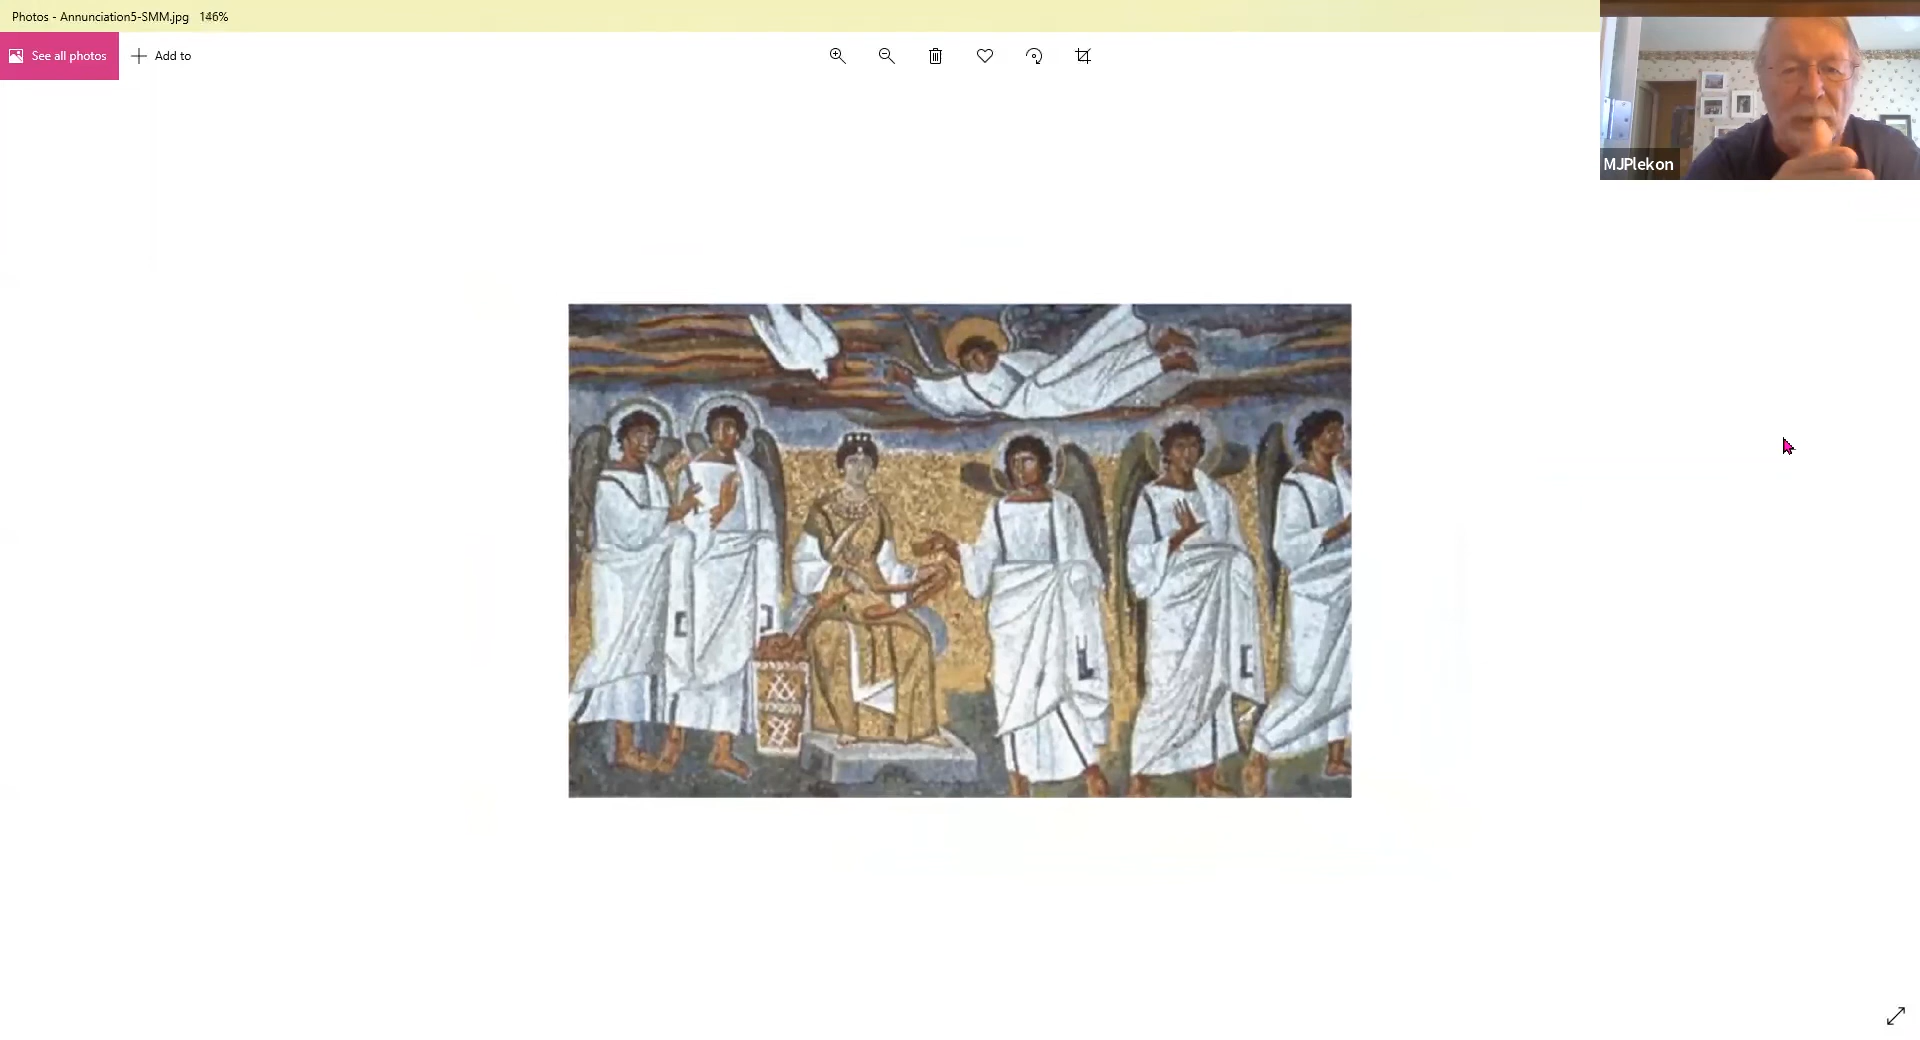 Photos - Annunciation5-SMM.jpg 146%
See all photos
Add to
MJPlekon